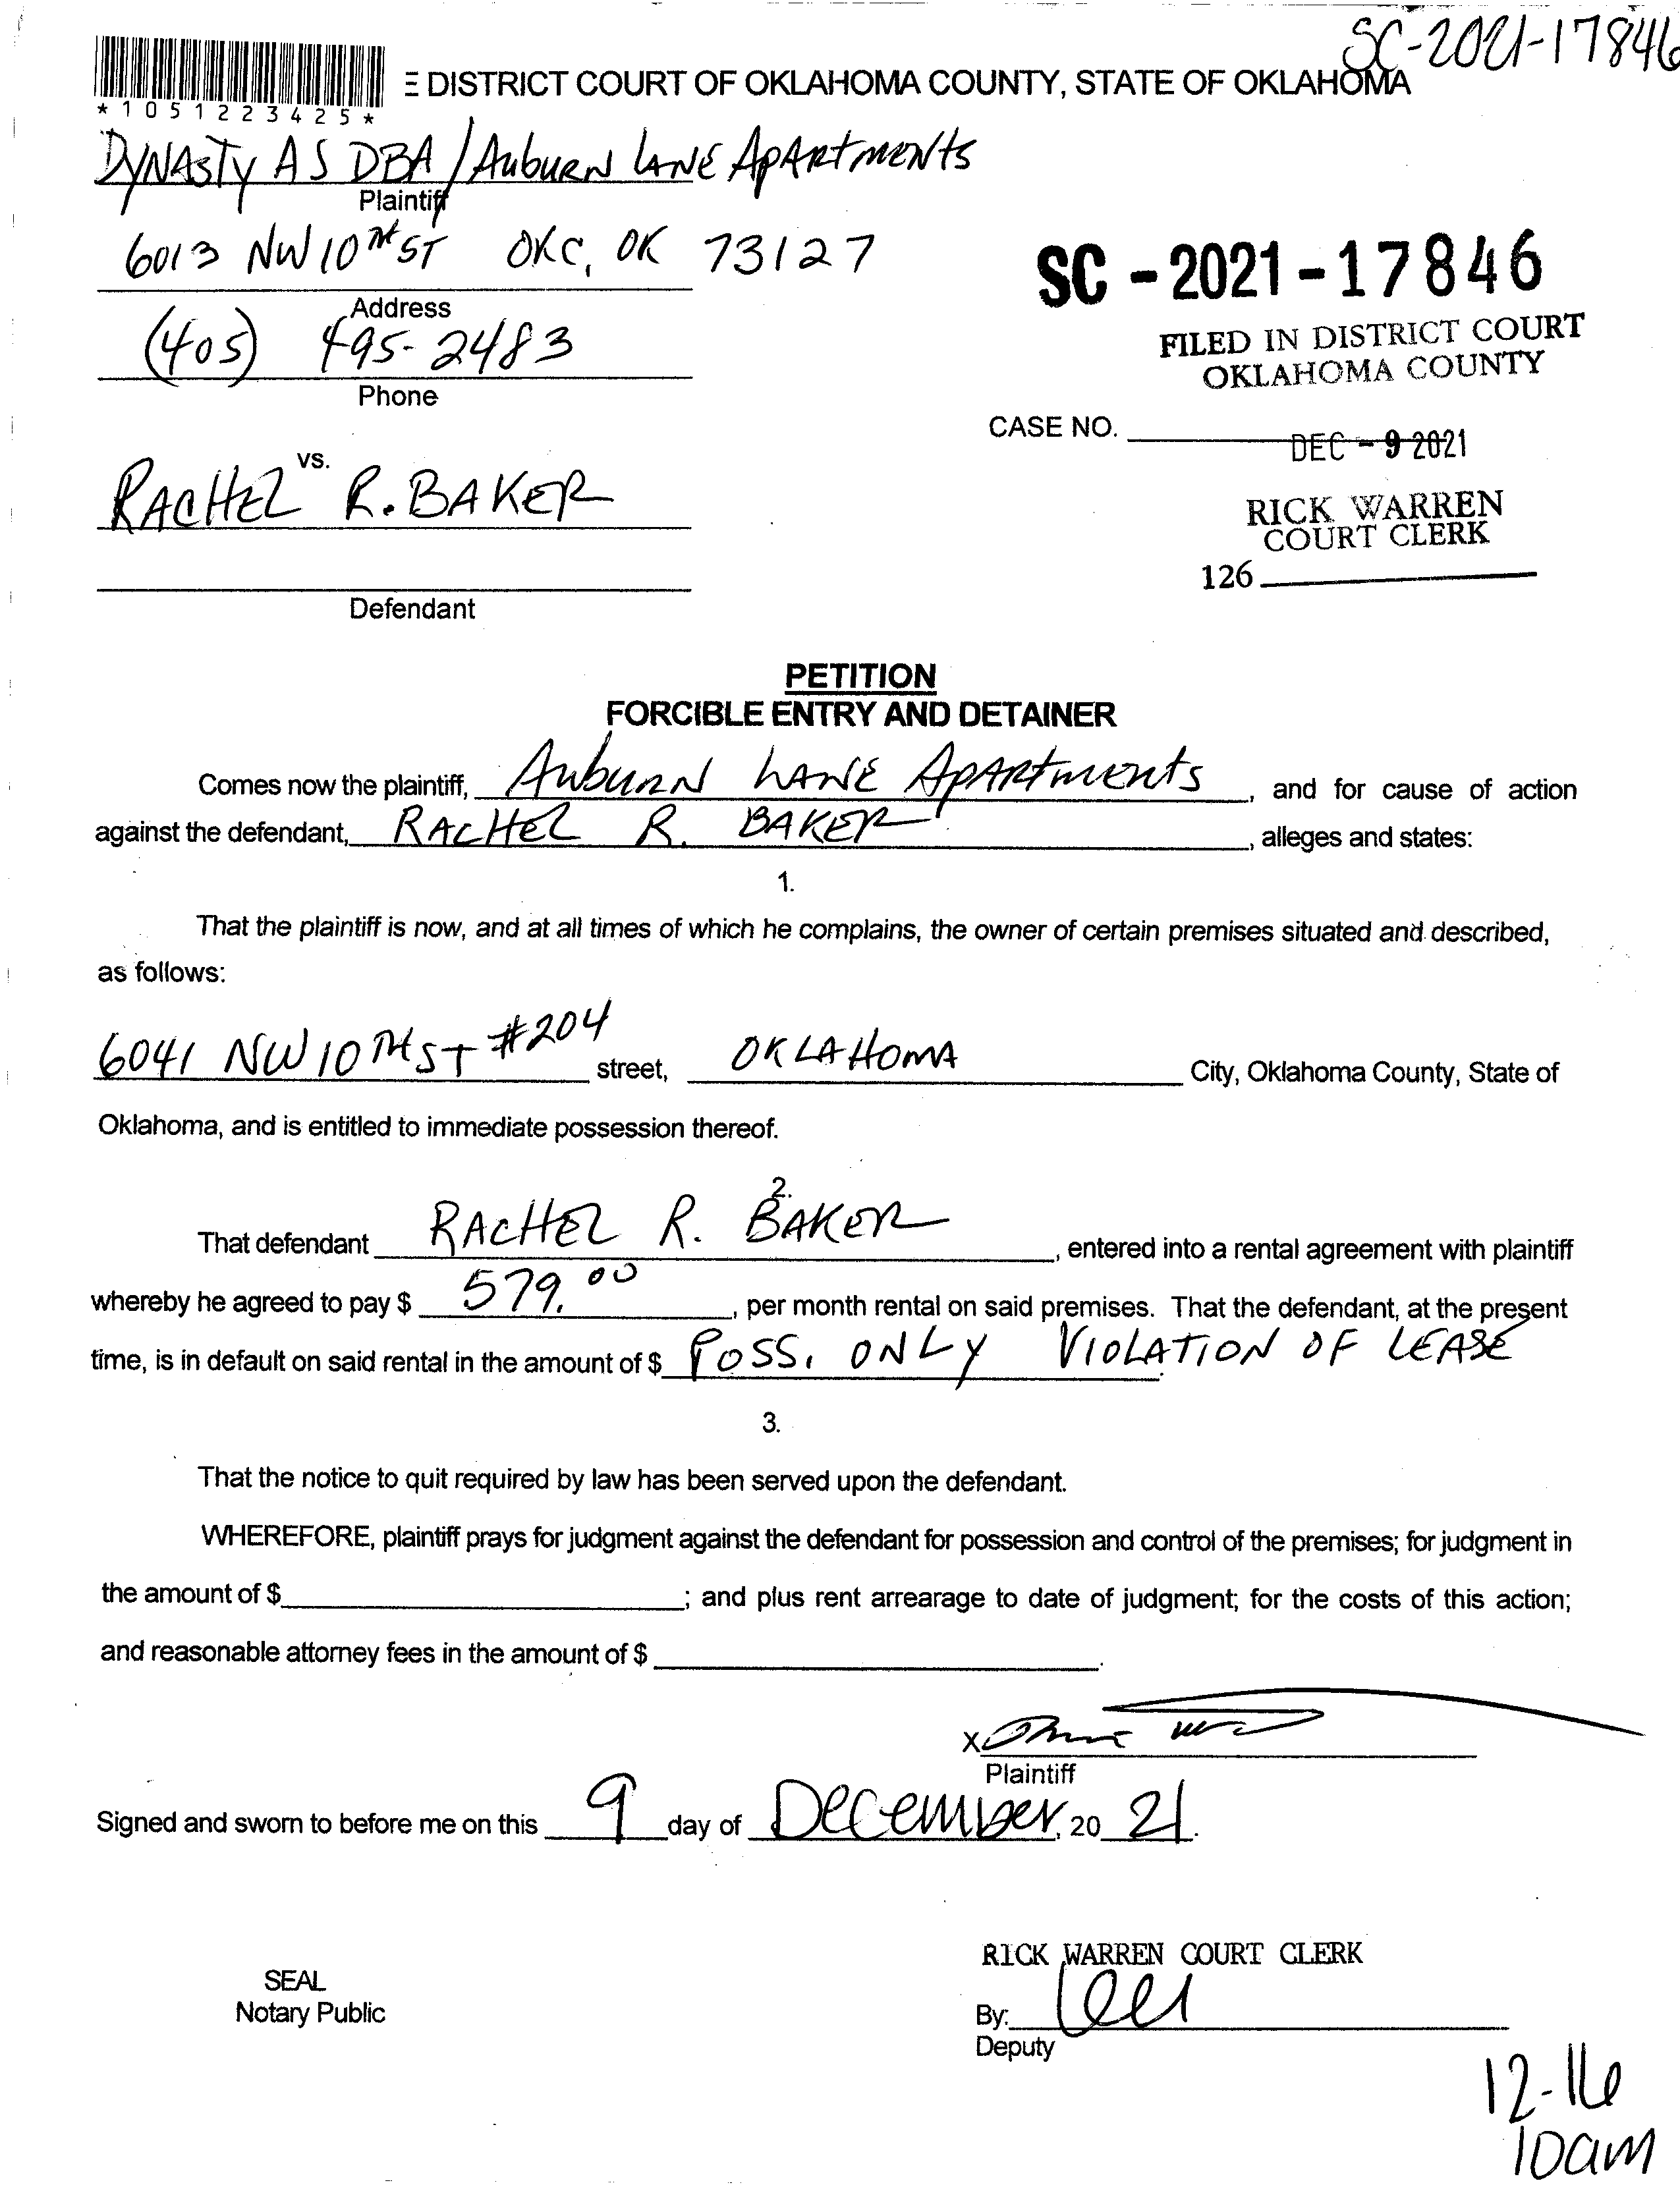 SC-2021-17846
E DISTRICT COURT OF OKLAHOMA COUNTY, STATE OF OKLAHOMA
*1051223425*
DYNASTY AS DBA/Auburn LANE ApARtMENts
Plaintiff
6013 NW 10TH ST OKC, OK 73127
SC-2021-17846
Address
FILED IN DISTRICT COURT
OKLAHOMA COUNTY
(405) 495-2483
Phone
CASE NO.
DEC - 9 2021
vs.
RACHEL R. BAKER
RICK WARREN
COURT CLERK
126
Defendant
PETITION
FORCIBLE ENTRY AND DETAINER
Comes now the plaintiff, Auburn LANE ApARtments, and for cause of action
against the defendant, RACHEL R. BAKER, alleges and states:
1.
That the plaintiff is now, and at all times of which he complains, the owner of certain premises situated and described,
as follows:
6041 NW 10TH ST #204 street, OKLAHOMA City, Oklahoma County, State of
Oklahoma, and is entitled to immediate possession thereof.
2.
That defendant RACHEL R. BAKER, entered into a rental agreement with plaintiff
whereby he agreed to pay $ 579.00, per month rental on said premises. That the defendant, at the present
time, is in default on said rental in the amount of $ POSS. ONLY VIOLATION OF LEASE.
3.
That the notice to quit required by law has been served upon the defendant.
WHEREFORE, plaintiff prays for judgment against the defendant for possession and control of the premises; for judgment in
the amount of $ ; and plus rent arrearage to date of judgment; for the costs of this action;
and reasonable attorney fees in the amount of $ .
X
Plaintiff
Signed and sworn to before me on this 9 day of December, 20 21.
RICK WARREN COURT CLERK
SEAL
Notary Public
By:
Deputy
12-16
10am